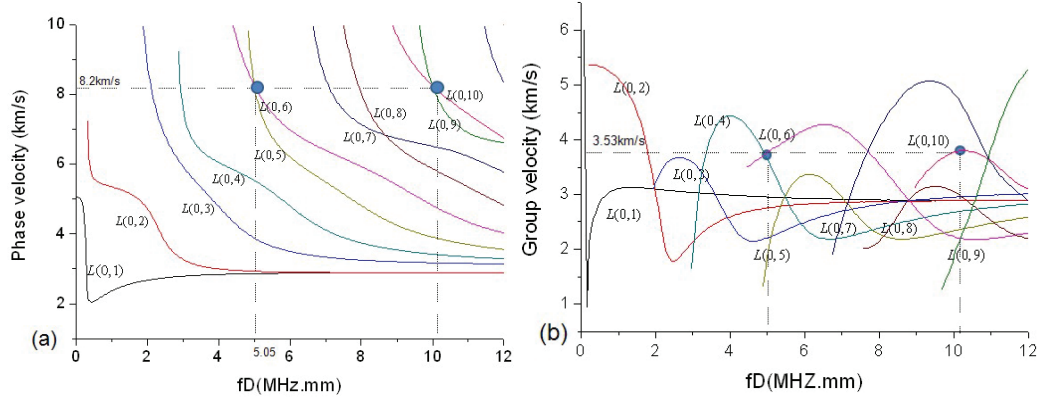 10
8
6
4
2
8.2km/s
L(0,1)
L(0,2)
L(0,3)
L(0,4)
L(0,5)
L(0,6)
L(0,7)
L(0,8)
L(0,9)
L(0,10)
Phase velocity (km/s)
0
2
4
5.05
6
8
10
12
fD(MHz.mm)
(a)
6
5
4
3
2
1
3.53km/s
L(0,1)
L(0,2)
L(0,3)
L(0,4)
L(0,5)
L(0,6)
L(0,7)
L(0,8)
L(0,9)
L(0,10)
Group velocity (km/s)
0
2
4
6
8
10
12
fD(MHZ.mm)
(b)